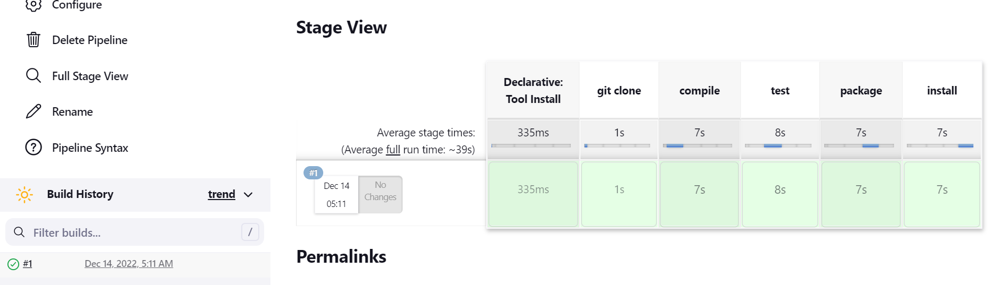 Configure
Delete Pipeline
Full Stage View
Rename
Pipeline Syntax
Build History
trend
Filter builds...
/
#1
Dec 14, 2022, 5:11 AM
Stage View
Declarative:
Tool Install
git clone
compile
test
package
install
Average stage times:
(Average full run time: ~39s)
335ms
1s
7s
8s
7s
7s
#1
Dec 14
05:11
No
Changes
335ms
1s
7s
8s
7s
7s
Permalinks